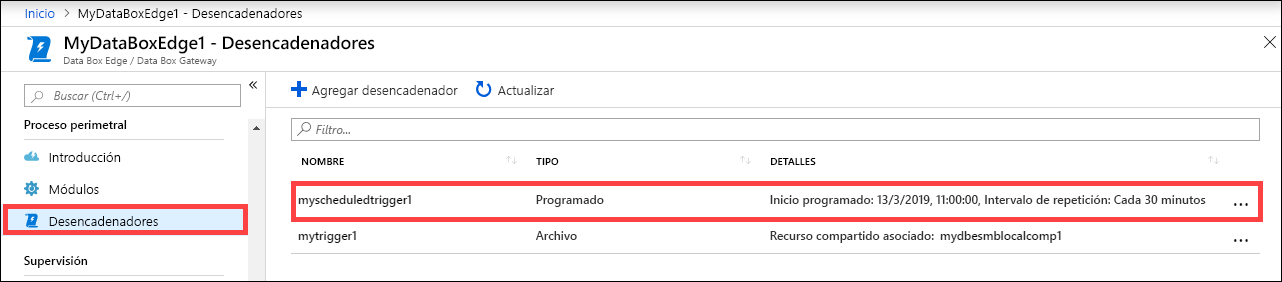 Inicio > MyDataBoxEdge1 - Desencadenadores
MyDataBoxEdge1 - Desencadenadores
Data Box Edge / Data Box Gateway
Buscar (Ctrl+/)
Proceso perimetral
Introducción
Módulos
Desencadenadores
Supervisión
Agregar desencadenador Actualizar
Filtro...
NOMBRE TIPO DETALLES
myscheduledtrigger1 Programado Inicio programado: 13/3/2019, 11:00:00, Intervalo de repetición: Cada 30 minutos ...
mytrigger1 Archivo Recurso compartido asociado: mydbesmblocalcomp1 ...